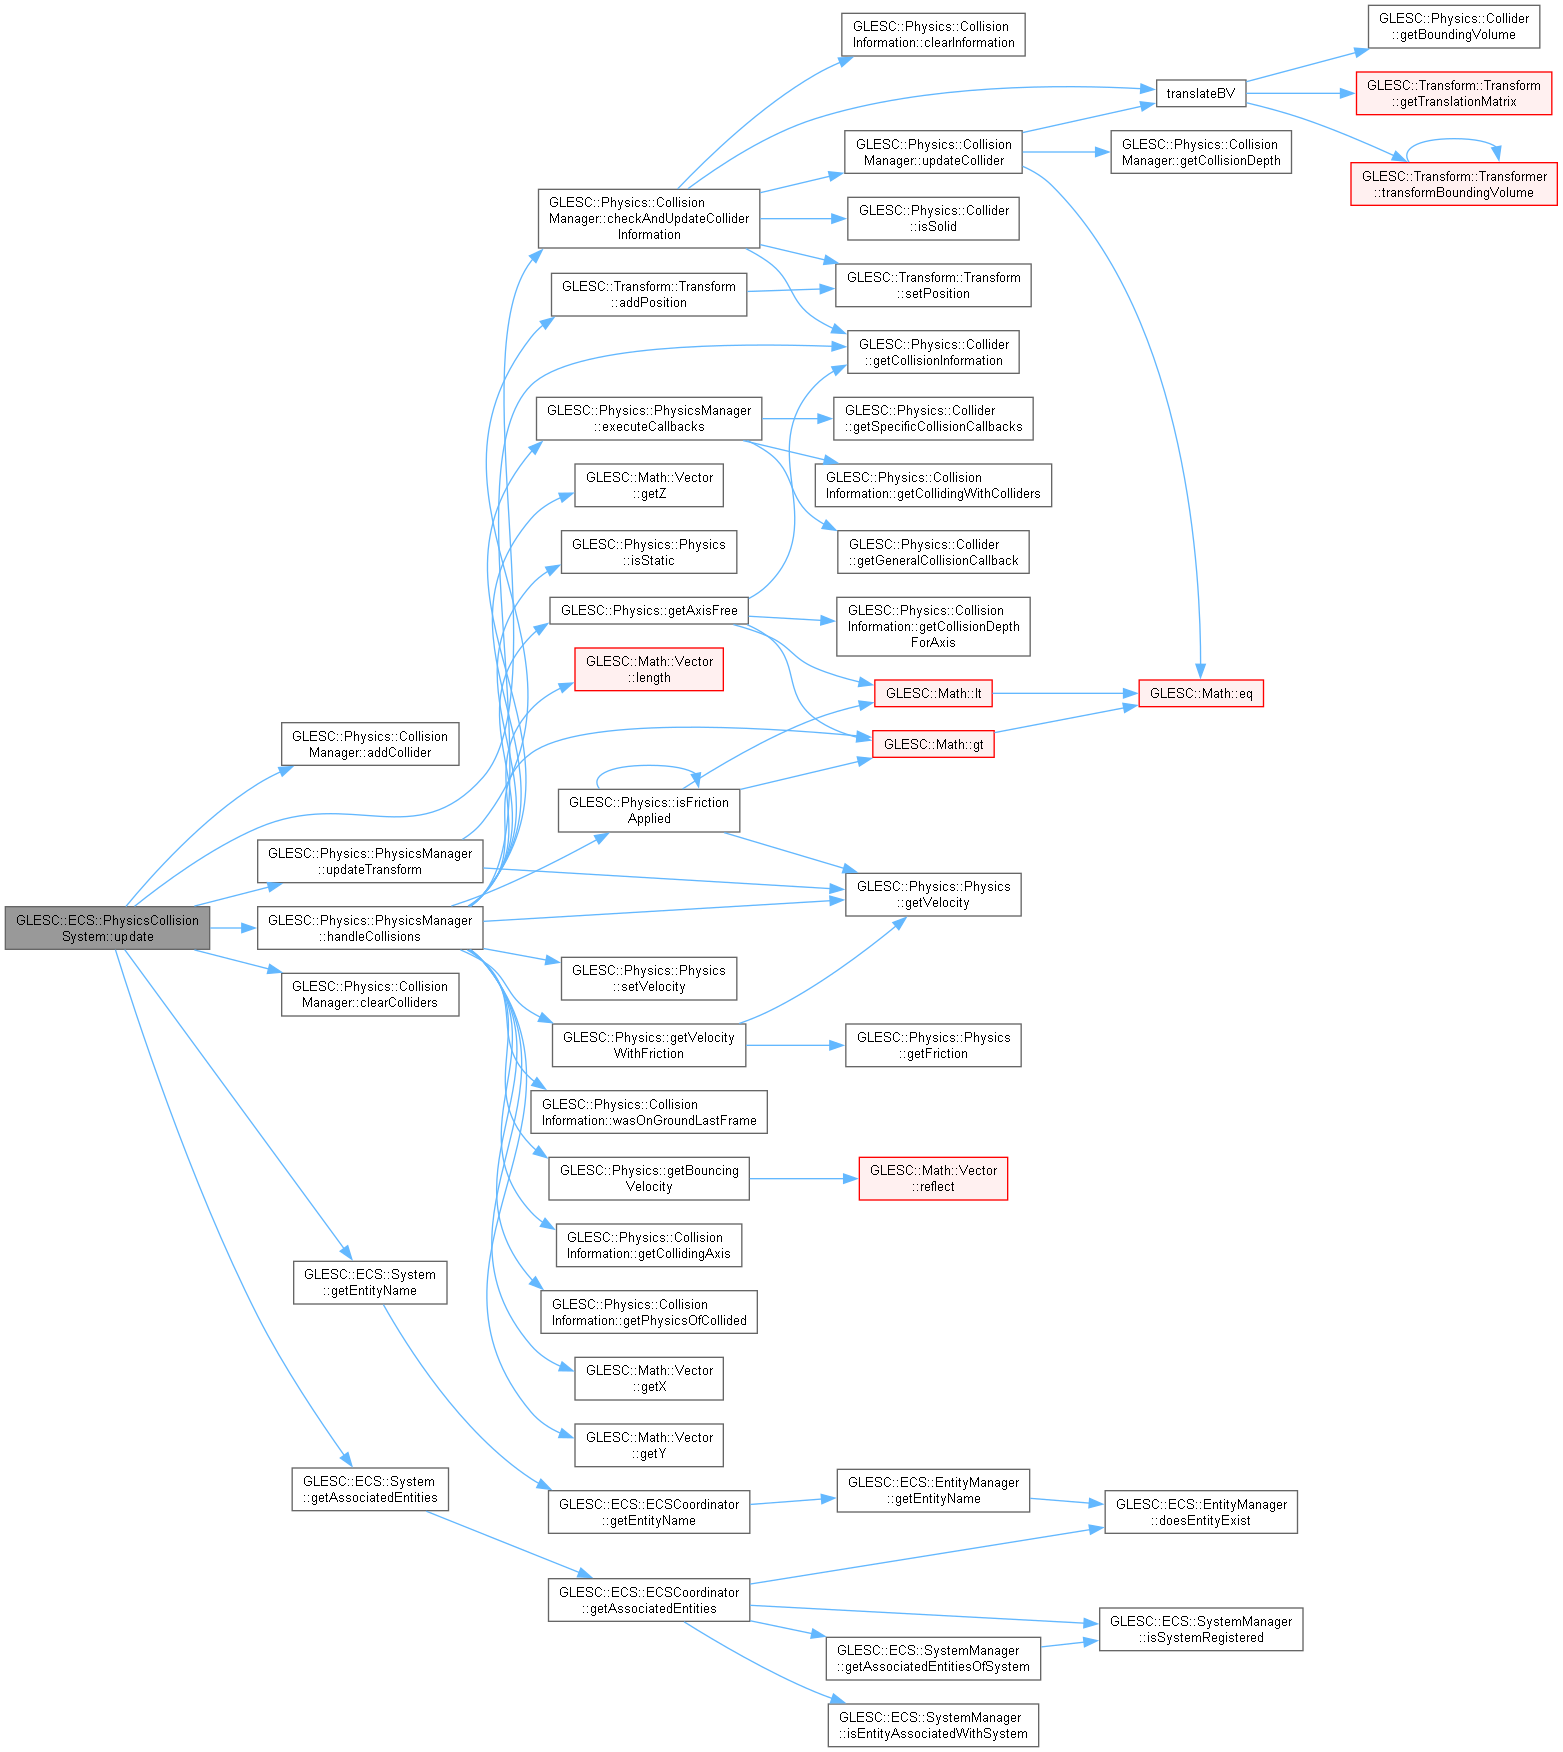 GLESC::Physics::Collider
::getBoundingVolume
GLESC::Physics::Collision
Information::clearInformation
GLESC::Transform::Transform
::getTranslationMatrix
translateBV
GLESC::Physics::Collision
Manager::updateCollider
GLESC::Physics::Collision
Manager::getCollisionDepth
GLESC::Transform::Transformer
::transformBoundingVolume
GLESC::Physics::Collision
Manager::checkAndUpdateCollider
Information
GLESC::Physics::Collider
::isSolid
GLESC::Transform::Transform
::addPosition
GLESC::Transform::Transform
::setPosition
GLESC::Physics::Collider
::getCollisionInformation
GLESC::Physics::PhysicsManager
::executeCallbacks
GLESC::Physics::Collider
::getSpecificCollisionCallbacks
GLESC::Math::Vector
::getZ
GLESC::Physics::Collision
Information::getCollidingWithColliders
GLESC::Physics::Physics
::isStatic
GLESC::Physics::Collider
::getGeneralCollisionCallback
GLESC::Physics::getAxisFree
GLESC::Physics::Collision
Information::getCollisionDepth
ForAxis
GLESC::Math::Vector
::length
GLESC::Math::lt
GLESC::Math::eq
GLESC::Physics::Collision
Manager::addCollider
GLESC::Math::gt
GLESC::Physics::isFriction
Applied
GLESC::Physics::PhysicsManager
::updateTransform
GLESC::Physics::Physics
::getVelocity
GLESC::ECS::PhysicsCollision
System::update
GLESC::Physics::PhysicsManager
::handleCollisions
GLESC::Physics::Physics
::setVelocity
GLESC::Physics::Collision
Manager::clearColliders
GLESC::Physics::getVelocity
WithFriction
GLESC::Physics::Physics
::getFriction
GLESC::Physics::Collision
Information::wasOnGroundLastFrame
GLESC::Physics::getBouncing
Velocity
GLESC::Math::Vector
::reflect
GLESC::Physics::Collision
Information::getCollidingAxis
GLESC::ECS::System
::getEntityName
GLESC::Physics::Collision
Information::getPhysicsOfCollided
GLESC::Math::Vector
::getX
GLESC::Math::Vector
::getY
GLESC::ECS::System
::getAssociatedEntities
GLESC::ECS::ECSCoordinator
::getEntityName
GLESC::ECS::EntityManager
::getEntityName
GLESC::ECS::EntityManager
::doesEntityExist
GLESC::ECS::ECSCoordinator
::getAssociatedEntities
GLESC::ECS::SystemManager
::isSystemRegistered
GLESC::ECS::SystemManager
::getAssociatedEntitiesOfSystem
GLESC::ECS::SystemManager
::isEntityAssociatedWithSystem